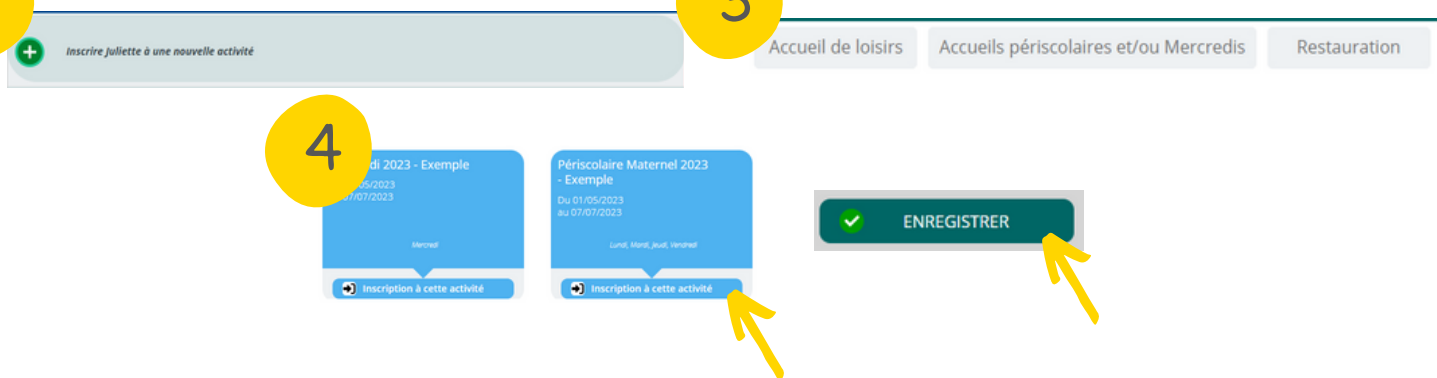 Inscrire Juliette à une nouvelle activité
3
Accueil de loisirs
Accueils périscolaires et/ou Mercredis
Restauration
4
di 2023 - Exemple
05/2023
07/07/2023
Mercredi
Inscription à cette activité
Périscolaire Maternel 2023
- Exemple
Du 01/05/2023
au 07/07/2023
Lundi, Mardi, Jeudi, Vendredi
Inscription à cette activité
ENREGISTRER